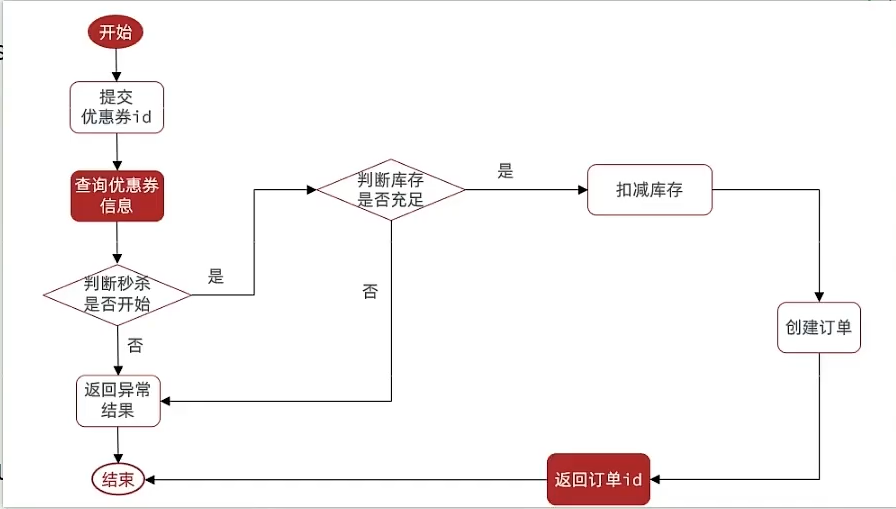 开始
提交
优惠券id
查询优惠券
信息
判断秒杀
是否开始
是
否
返回异常
结果
结束
判断库存
是否充足
是
否
扣减库存
创建订单
返回订单id